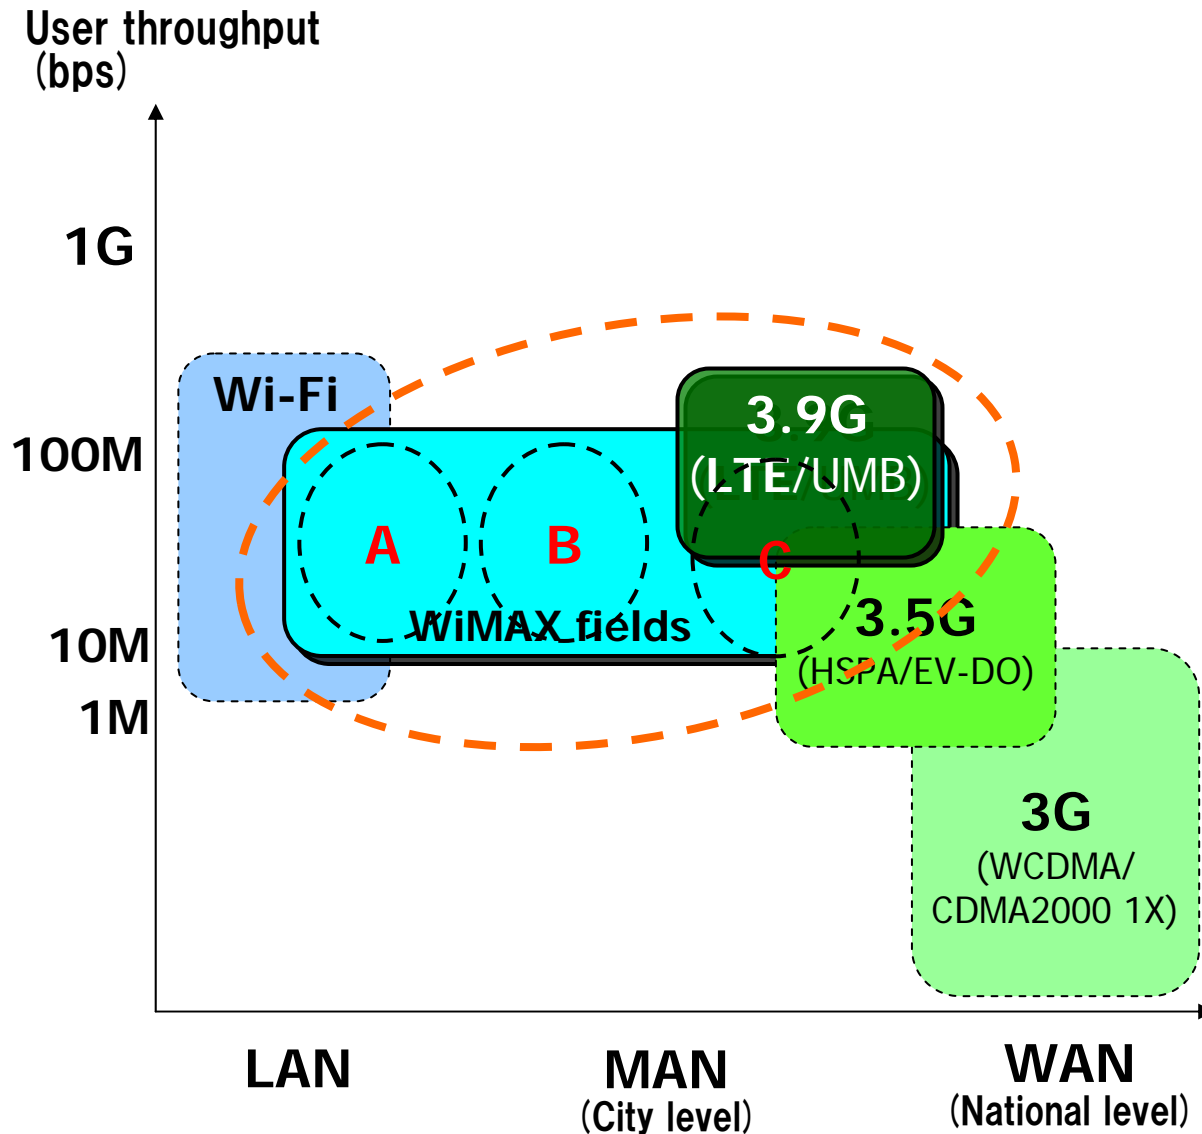 User throughput
(bps)
1G
Wi-Fi
3.9G
(LTE/UMB)
100M
A
B
C
WiMAX fields
3.5G
(HSPA/EV-DO)
10M
1M
3G
(WCDMA/
CDMA2000 1X)
LAN
MAN
(City level)
WAN
(National level)